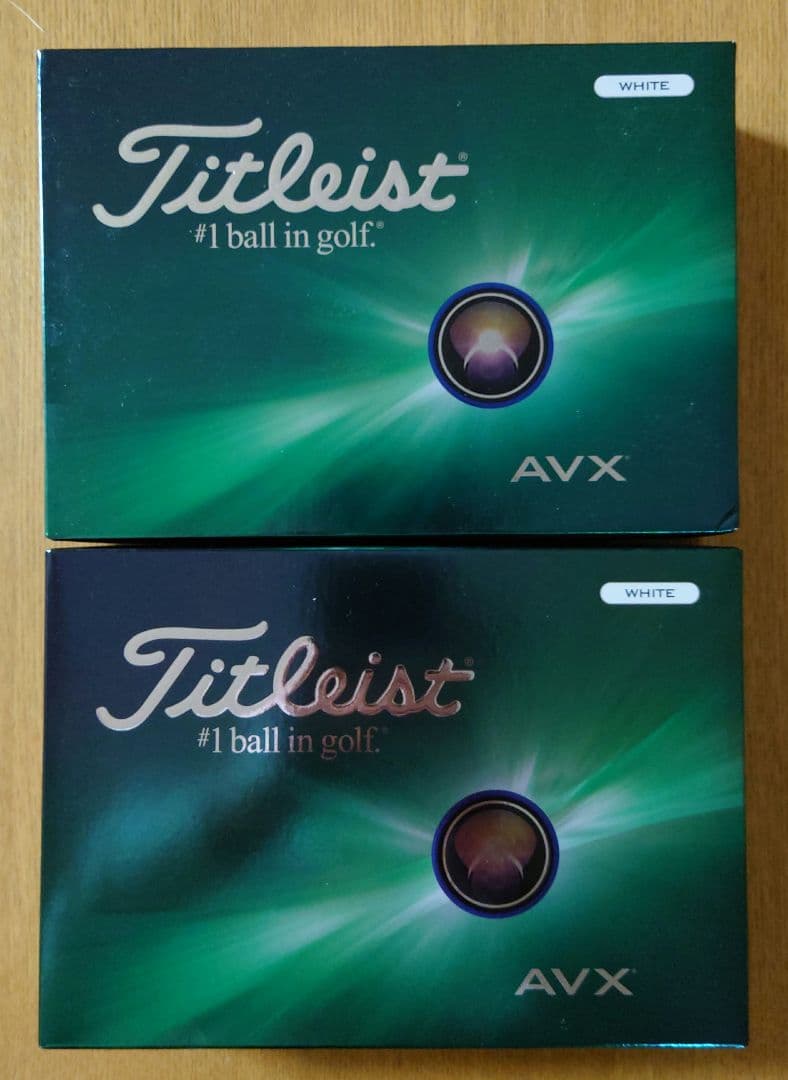 WHITE
Titleist®
#1 ball in golf.®
AVX®
WHITE
Titleist®
#1 ball in golf.®
AVX®